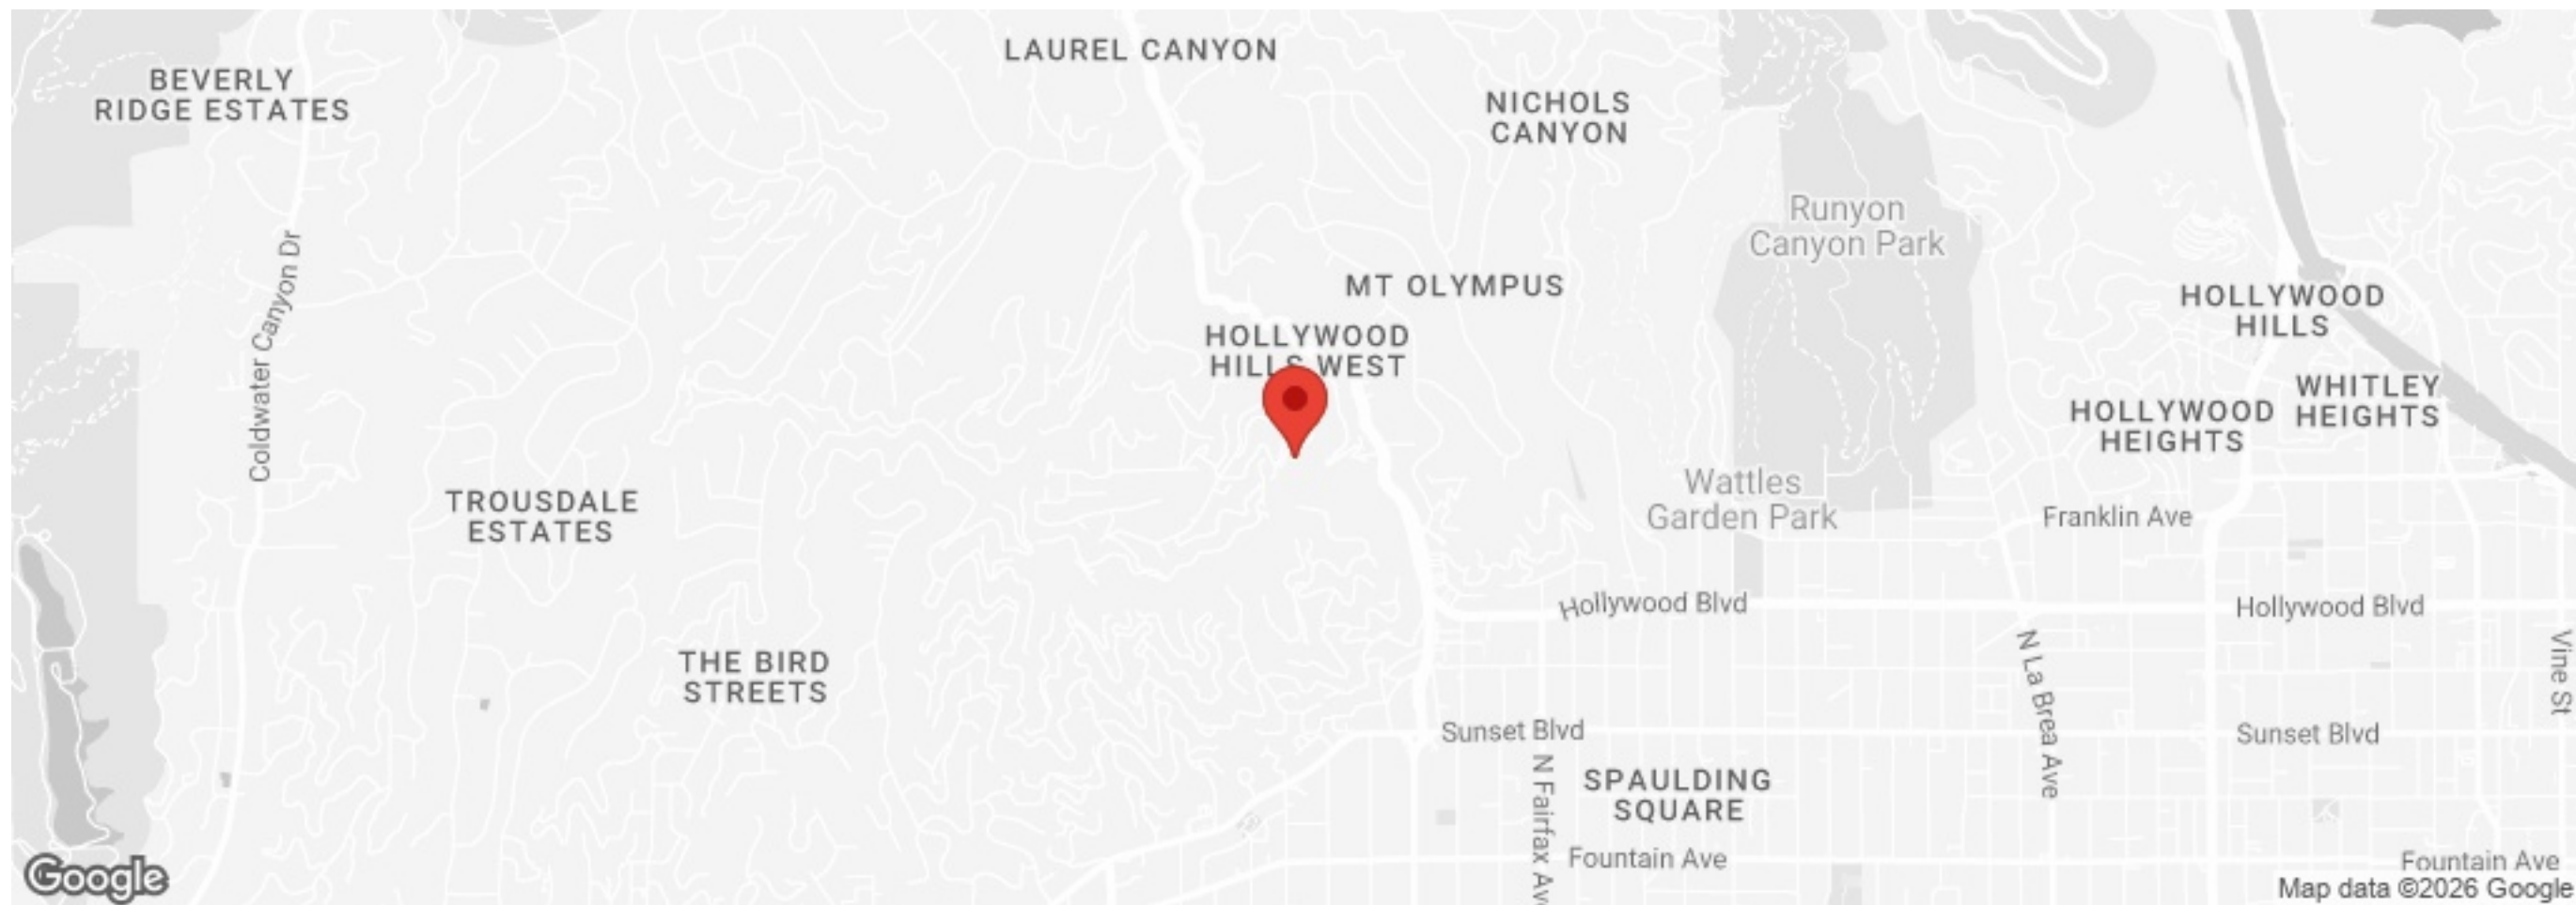 LAUREL CANYON
BEVERLY
RIDGE ESTATES
NICHOLS
CANYON
Runyon
Canyon Park
Coldwater Canyon Dr
MT OLYMPUS
HOLLYWOOD
HILLS
HOLLYWOOD
HILLS WEST
WHITLEY
HEIGHTS
HOLLYWOOD
HEIGHTS
TROUSDALE
ESTATES
Wattles
Garden Park
Franklin Ave
Hollywood Blvd
Hollywood Blvd
THE BIRD
STREETS
N La Brea Ave
Vine St
Sunset Blvd
Sunset Blvd
N Fairfax Av
SPAULDING
SQUARE
Fountain Ave
Fountain Ave
Google
Map data ©2026 Google